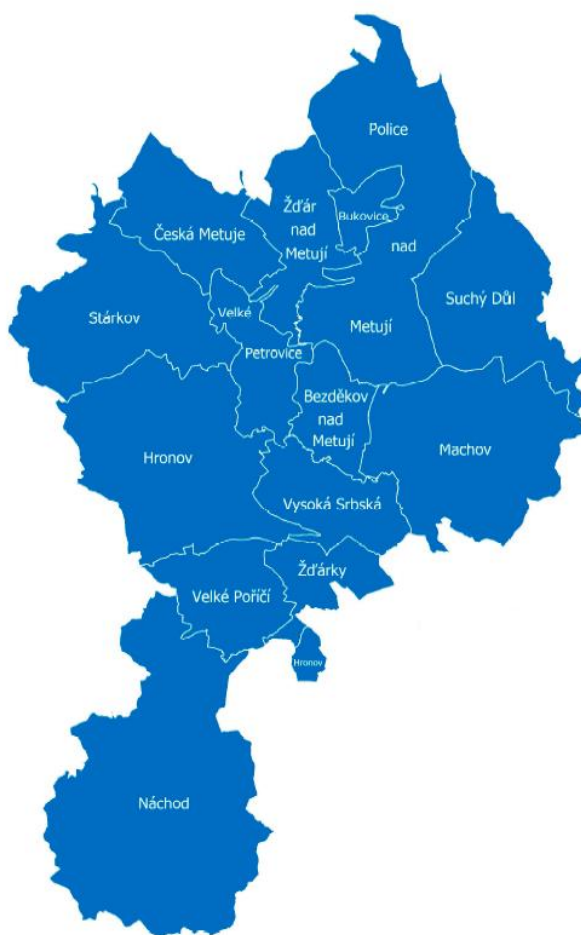 Police
nad
Metují
Bukovice
Žďár
nad
Metují
Česká Metuje
Suchý Důl
Stárkov
Velké
Petrovice
Bezděkov
nad
Metují
Machov
Hronov
Vysoká Srbská
Žďárky
Velké Poříčí
Hronov
Náchod